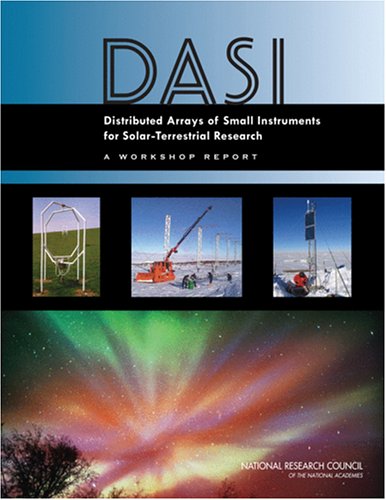 DASI
Distributed Arrays of Small Instruments
for Solar-Terrestrial Research
A WORKSHOP REPORT
NATIONAL RESEARCH COUNCIL
OF THE NATIONAL ACADEMIES